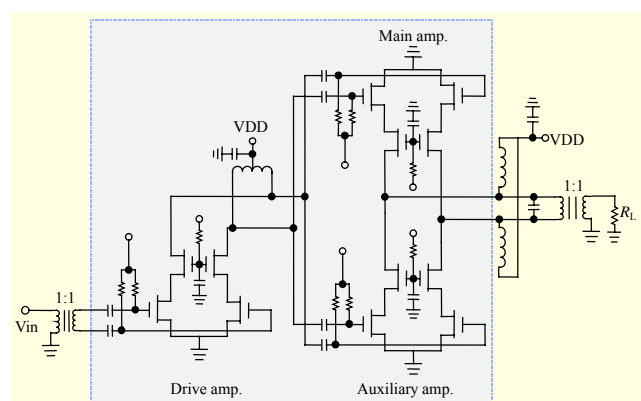 Main amp.
VDD
VDD
1:1
R_L
1:1
Vin
Drive amp.
Auxiliary amp.